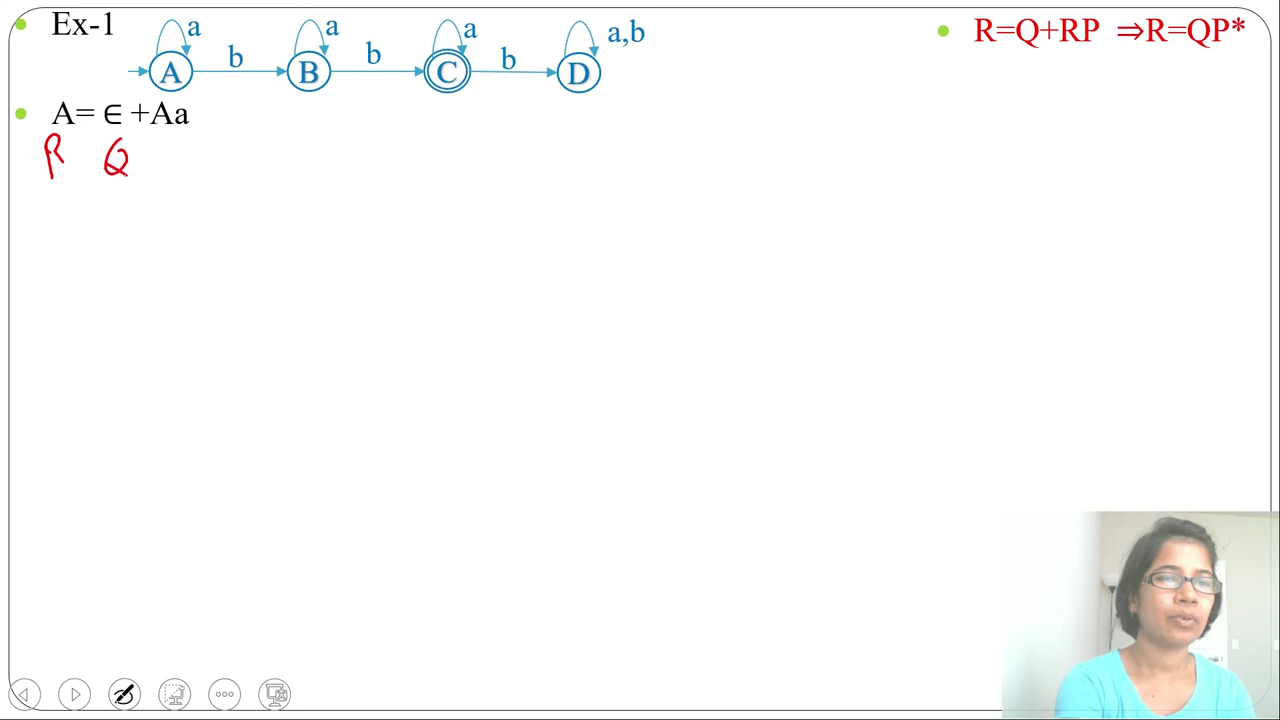 Ex-1
a a a a,b
A b B b C b D
R=Q+RP ⇒R=QP*
A= ∈ +Aa
R Q